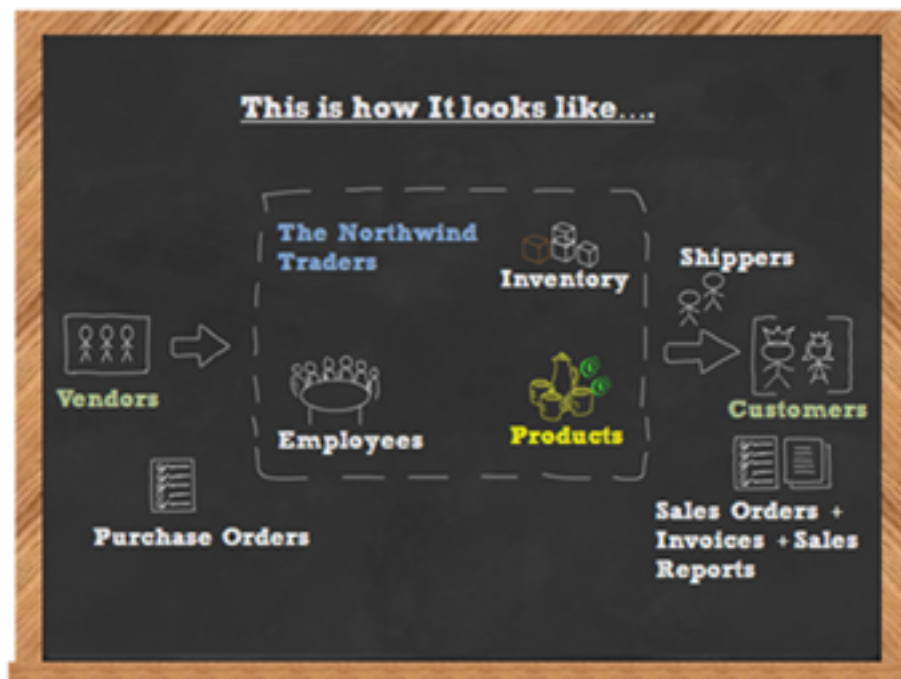 This is how It looks like....
The Northwind
Traders
Inventory
Shippers
Vendors
Employees
Products
Customers
Purchase Orders
Sales Orders +
Invoices + Sales
Reports